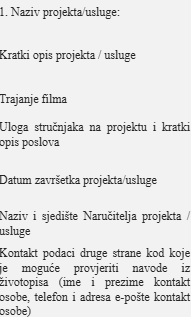 1. Naziv projekta/usluge:
Kratki opis projekta / usluge
Trajanje filma
Uloga stručnjaka na projektu i kratki
opis poslova
Datum završetka projekta/usluge
Naziv i sjedište Naručitelja projekta /
usluge
Kontakt podaci druge strane kod koje
je moguće provjeriti navode iz
životopisa (ime i prezime kontakt
osobe, telefon i adresa e-pošte kontakt
osobe)